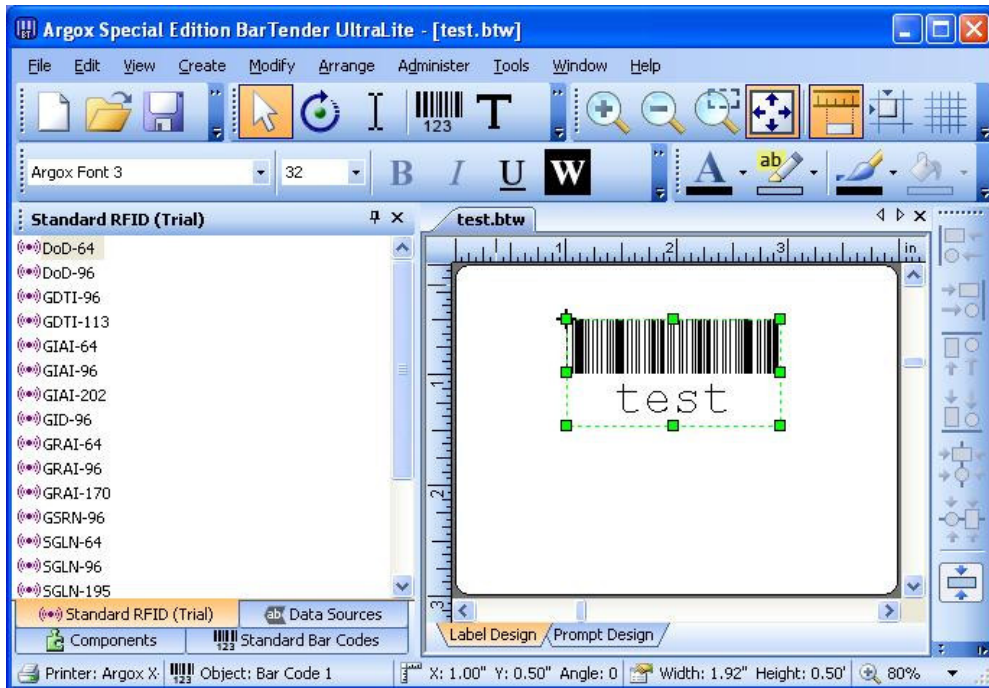 Argox Special Edition BarTender UltraLite - [test.btw]
File Edit View Create Modify Arrange Administer Tools Window Help
123 T
Argox Font 3 32 B I U W A ab
Standard RFID (Trial) test.btw
1 2 3 in.
DoD-64
DoD-96
GDTI-96
GDTI-113
GIAI-64
GIAI-96
GIAI-202
GID-96
GRAI-64
GRAI-96
GRAI-170
GSRN-96
SGLN-64
SGLN-96
SGLN-195
test
1
2
3
Standard RFID (Trial) Data Sources
Components Standard Bar Codes
Label Design Prompt Design
Printer: Argox X Object: Bar Code 1 X: 1.00" Y: 0.50" Angle: 0 Width: 1.92" Height: 0.50' 80%